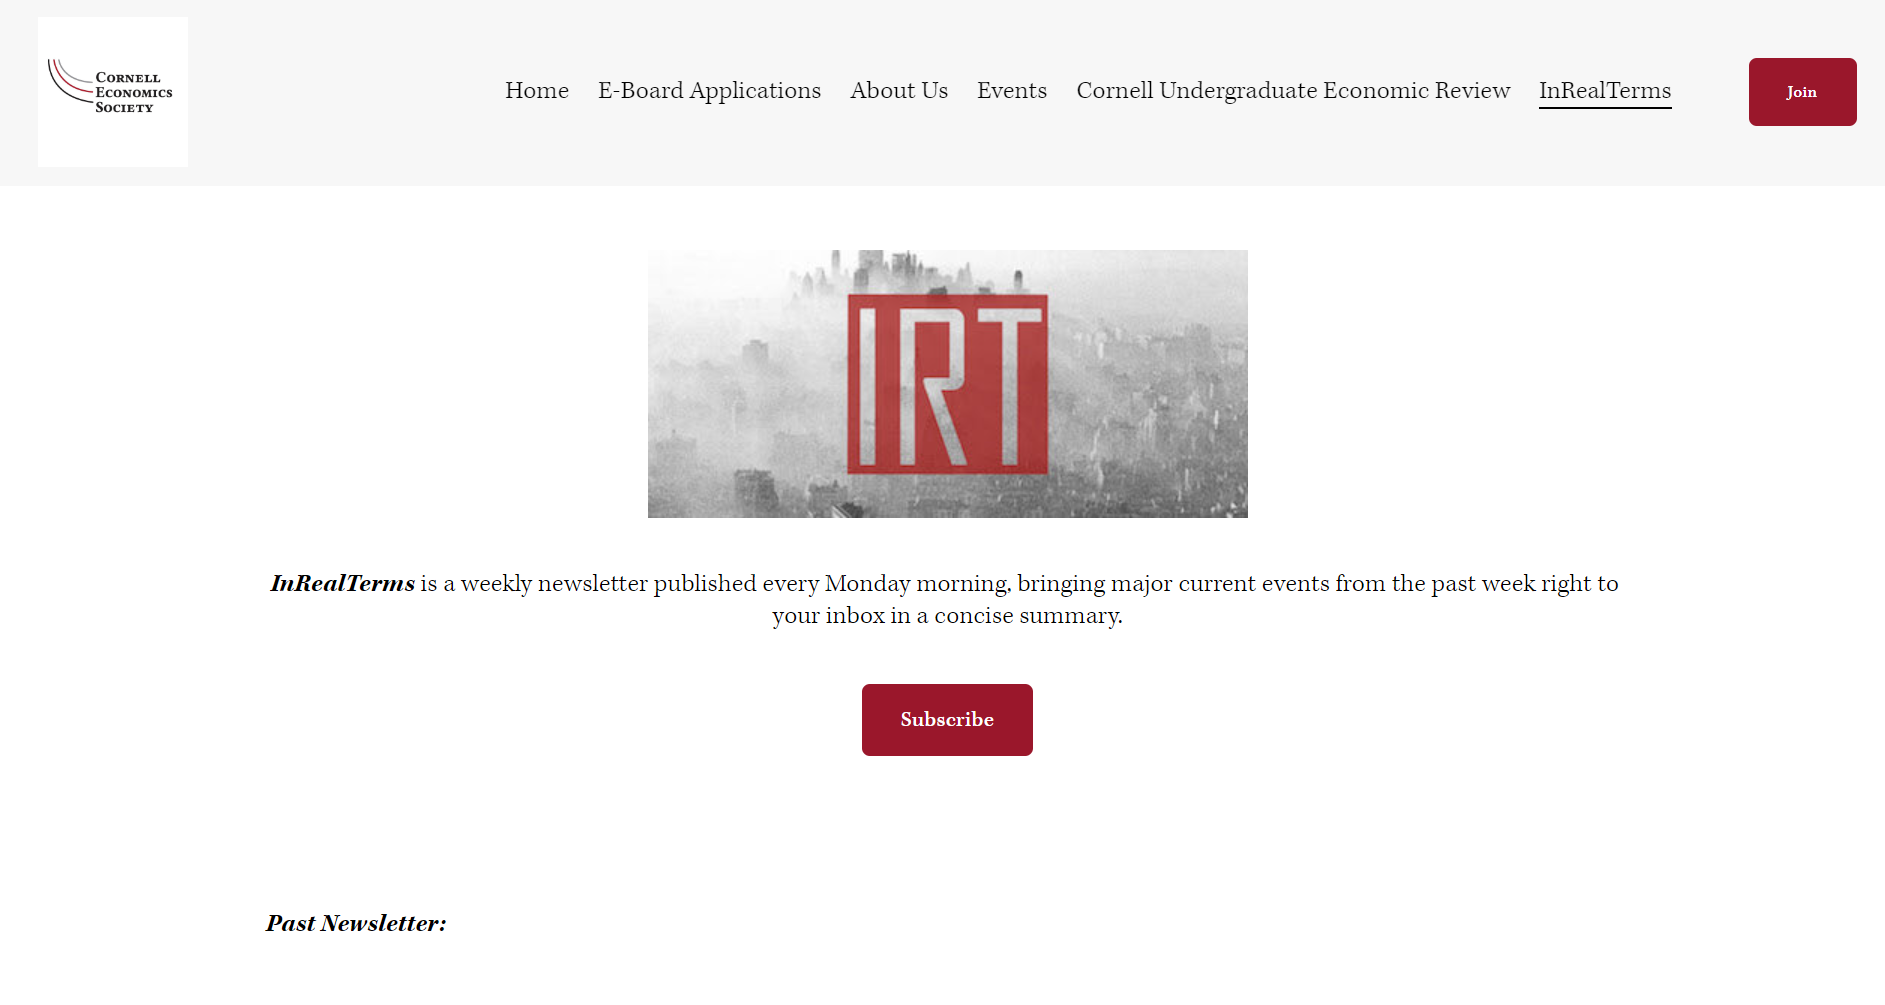 CORNELL
ECONOMICS
SOCIETY
Home E-Board Applications About Us Events Cornell Undergraduate Economic Review InRealTerms
Join
IRT
InRealTerms is a weekly newsletter published every Monday morning, bringing major current events from the past week right to
your inbox in a concise summary.
Subscribe
Past Newsletter: